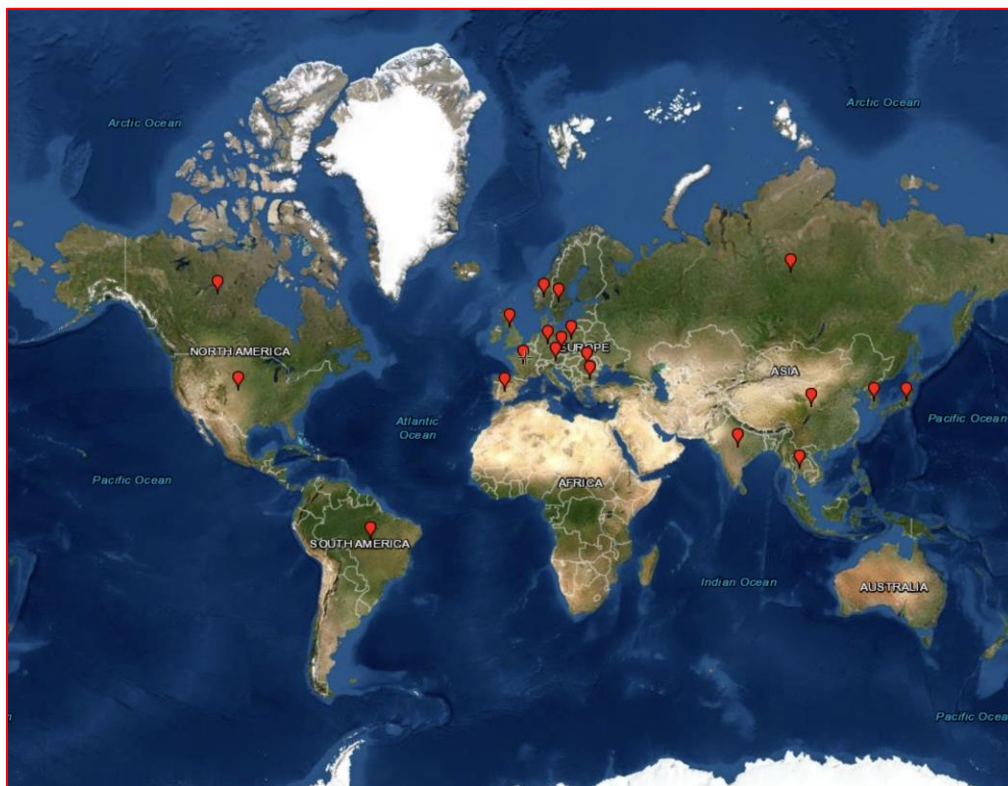 Arctic Ocean
Arctic Ocean
NORTH AMERICA
EUROPE
ASIA
Atlantic
Ocean
Pacific Ocean
Pacific Ocean
AFRICA
SOUTH AMERICA
Indian Ocean
AUSTRALIA
Pacific Ocea
n